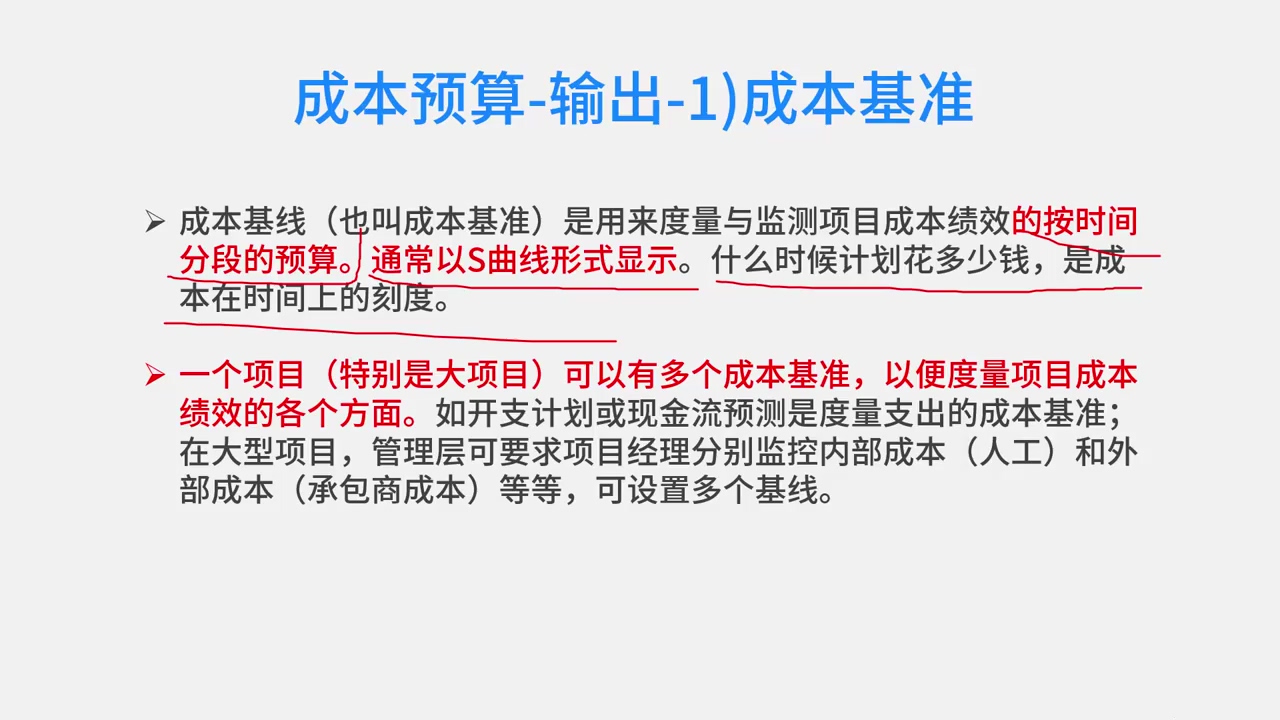 成本预算-输出-1)成本基准
成本基线（也叫成本基准）是用来度量与监测项目成本绩效的按时间
分段的预算。通常以S曲线形式显示。什么时候计划花多少钱，是成
本在时间上的刻度。
一个项目（特别是大项目）可以有多个成本基准，以便度量项目成本
绩效的各个方面。如开支计划或现金流预测是度量支出的成本基准；
在大型项目，管理层可要求项目经理分别监控内部成本（人工）和外
部成本（承包商成本）等等，可设置多个基线。